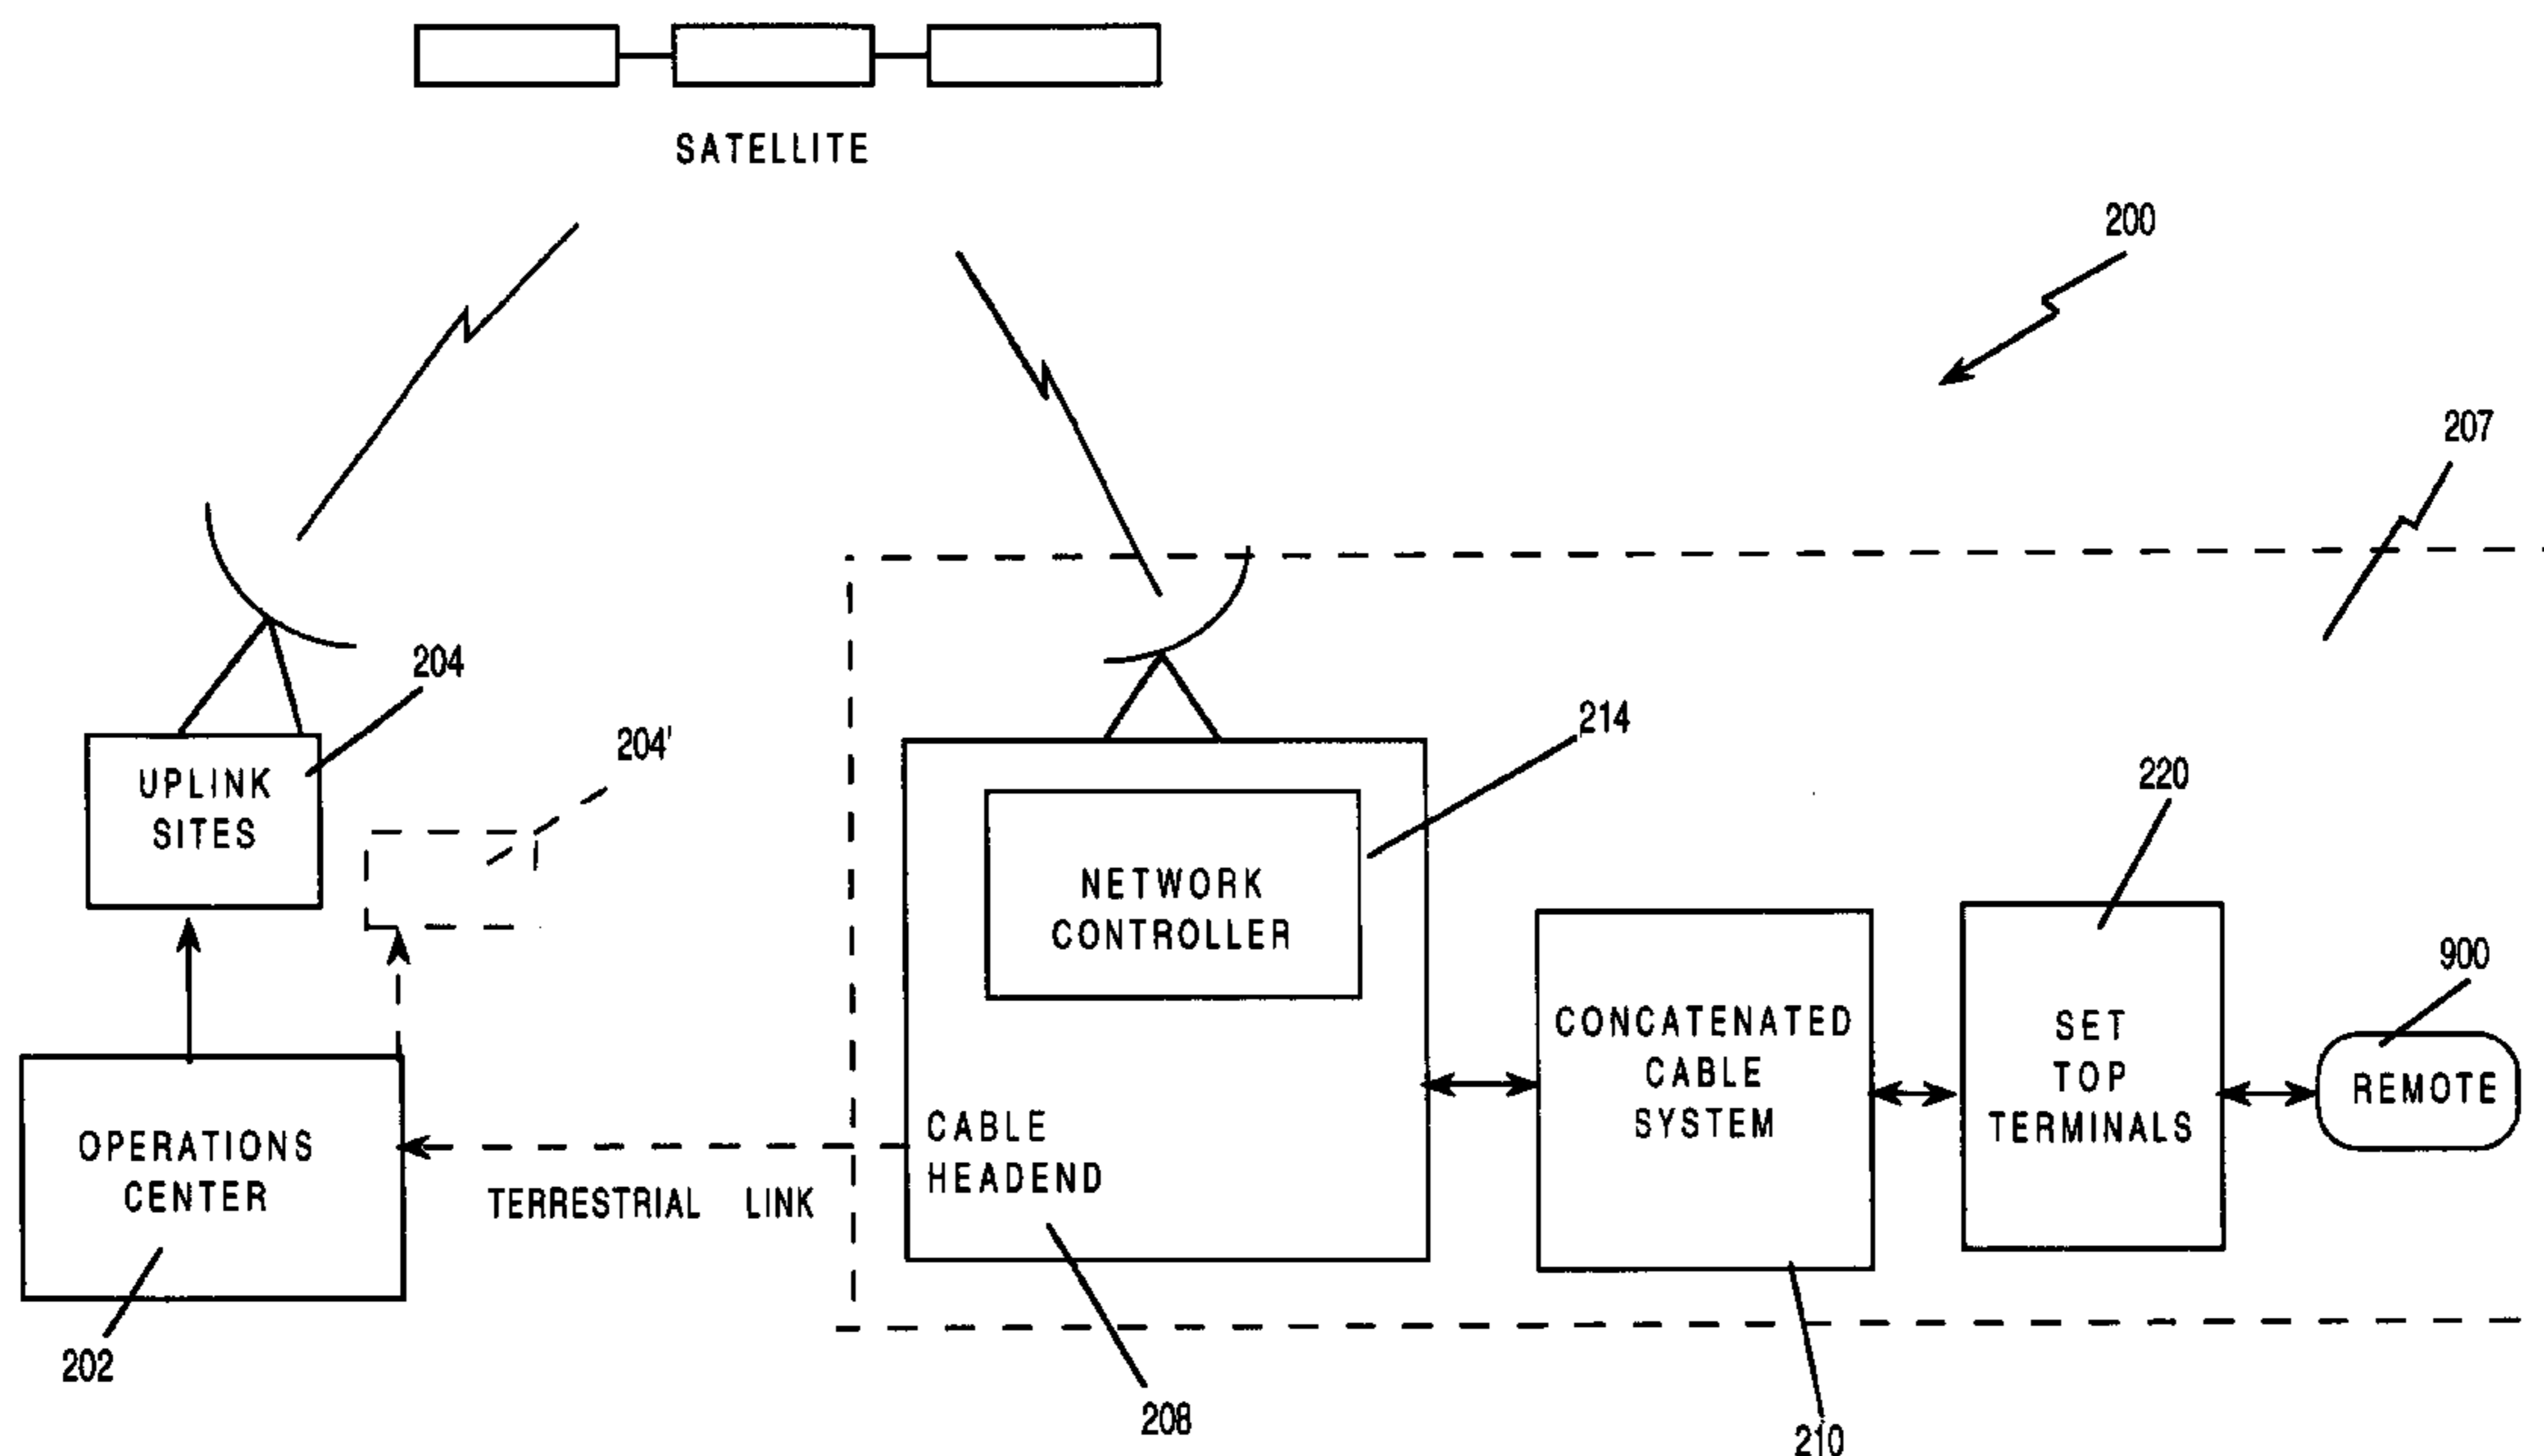 SATELLITE
200
207
204
204'
214
220
900
UPLINK
SITES
NETWORK
CONTROLLER
CONCATENATED
CABLE
SYSTEM
SET
TOP
TERMINALS
REMOTE
OPERATIONS
CENTER
TERRESTRIAL LINK
CABLE
HEADEND
202
208
210